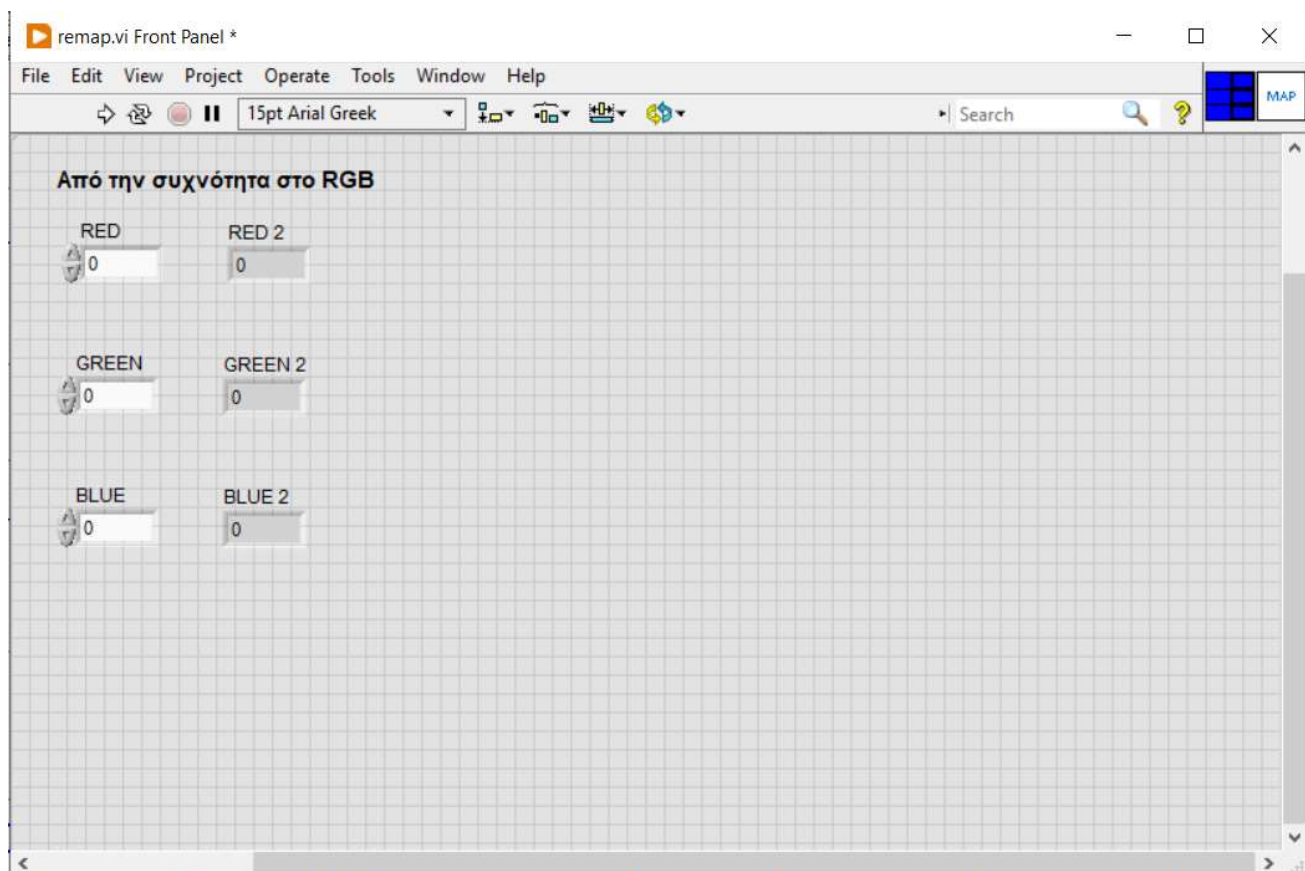 remap.vi Front Panel *
File Edit View Project Operate Tools Window Help
15pt Arial Greek Search MAP
Από την συχνότητα στο RGB
RED RED 2
0 0
GREEN GREEN 2
0 0
BLUE BLUE 2
0 0